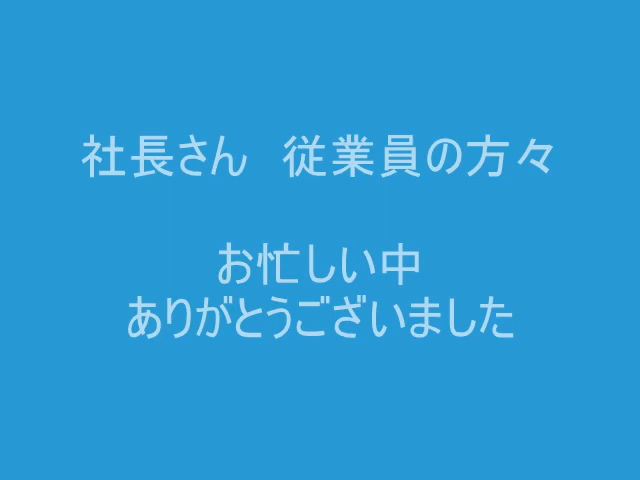 社長さん　従業員の方々
お忙しい中
ありがとうございました